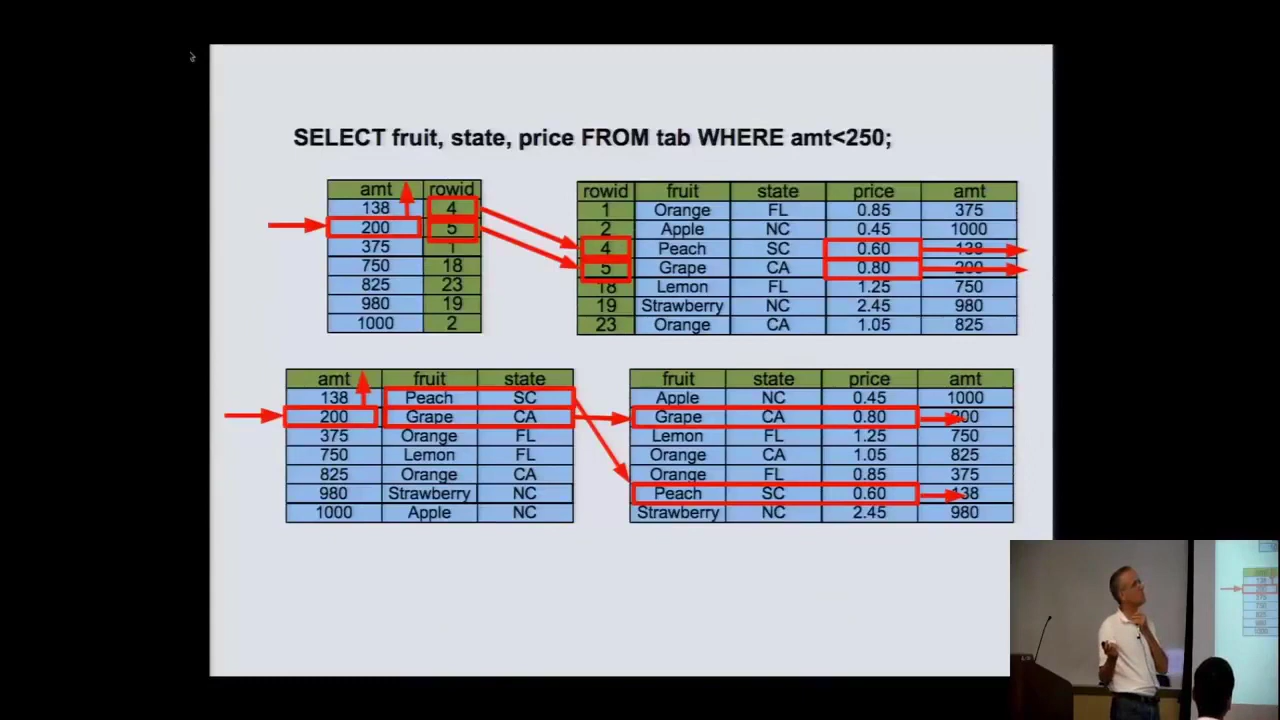 SELECT fruit, state, price FROM tab WHERE amt<250;
amt rowid
138 4
200 5
375 1
750 18
825 23
980 19
1000 2
rowid fruit state price amt
1 Orange FL 0.85 375
2 Apple NC 0.45 1000
4 Peach SC 0.60 138
5 Grape CA 0.80 200
18 Lemon FL 1.25 750
19 Strawberry NC 2.45 980
23 Orange CA 1.05 825
amt fruit state
138 Peach SC
200 Grape CA
375 Orange FL
750 Lemon FL
825 Orange CA
980 Strawberry NC
1000 Apple NC
fruit state price amt
Apple NC 0.45 1000
Grape CA 0.80 200
Lemon FL 1.25 750
Orange CA 1.05 825
Orange FL 0.85 375
Peach SC 0.60 138
Strawberry NC 2.45 980